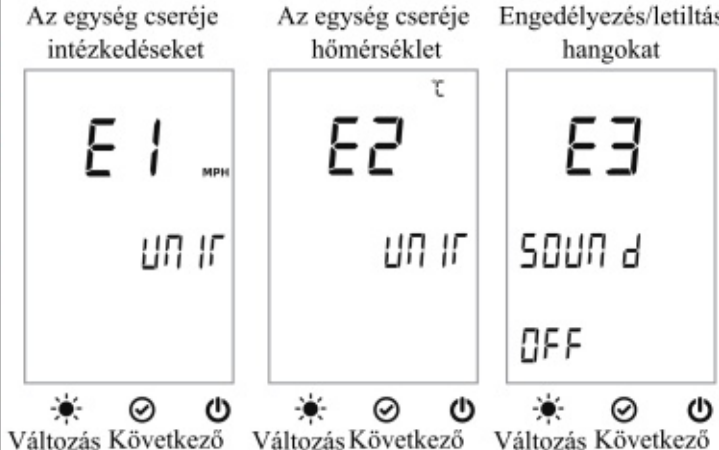 Az egység cseréje
intézkedéseket
E1
MPH
UNIT
Változás Következő
Az egység cseréje
hőmérséklet
℃
E2
UNIT
Változás Következő
Engedélyezés/letiltás
hangokat
E3
SOUND
OFF
Változás Következő